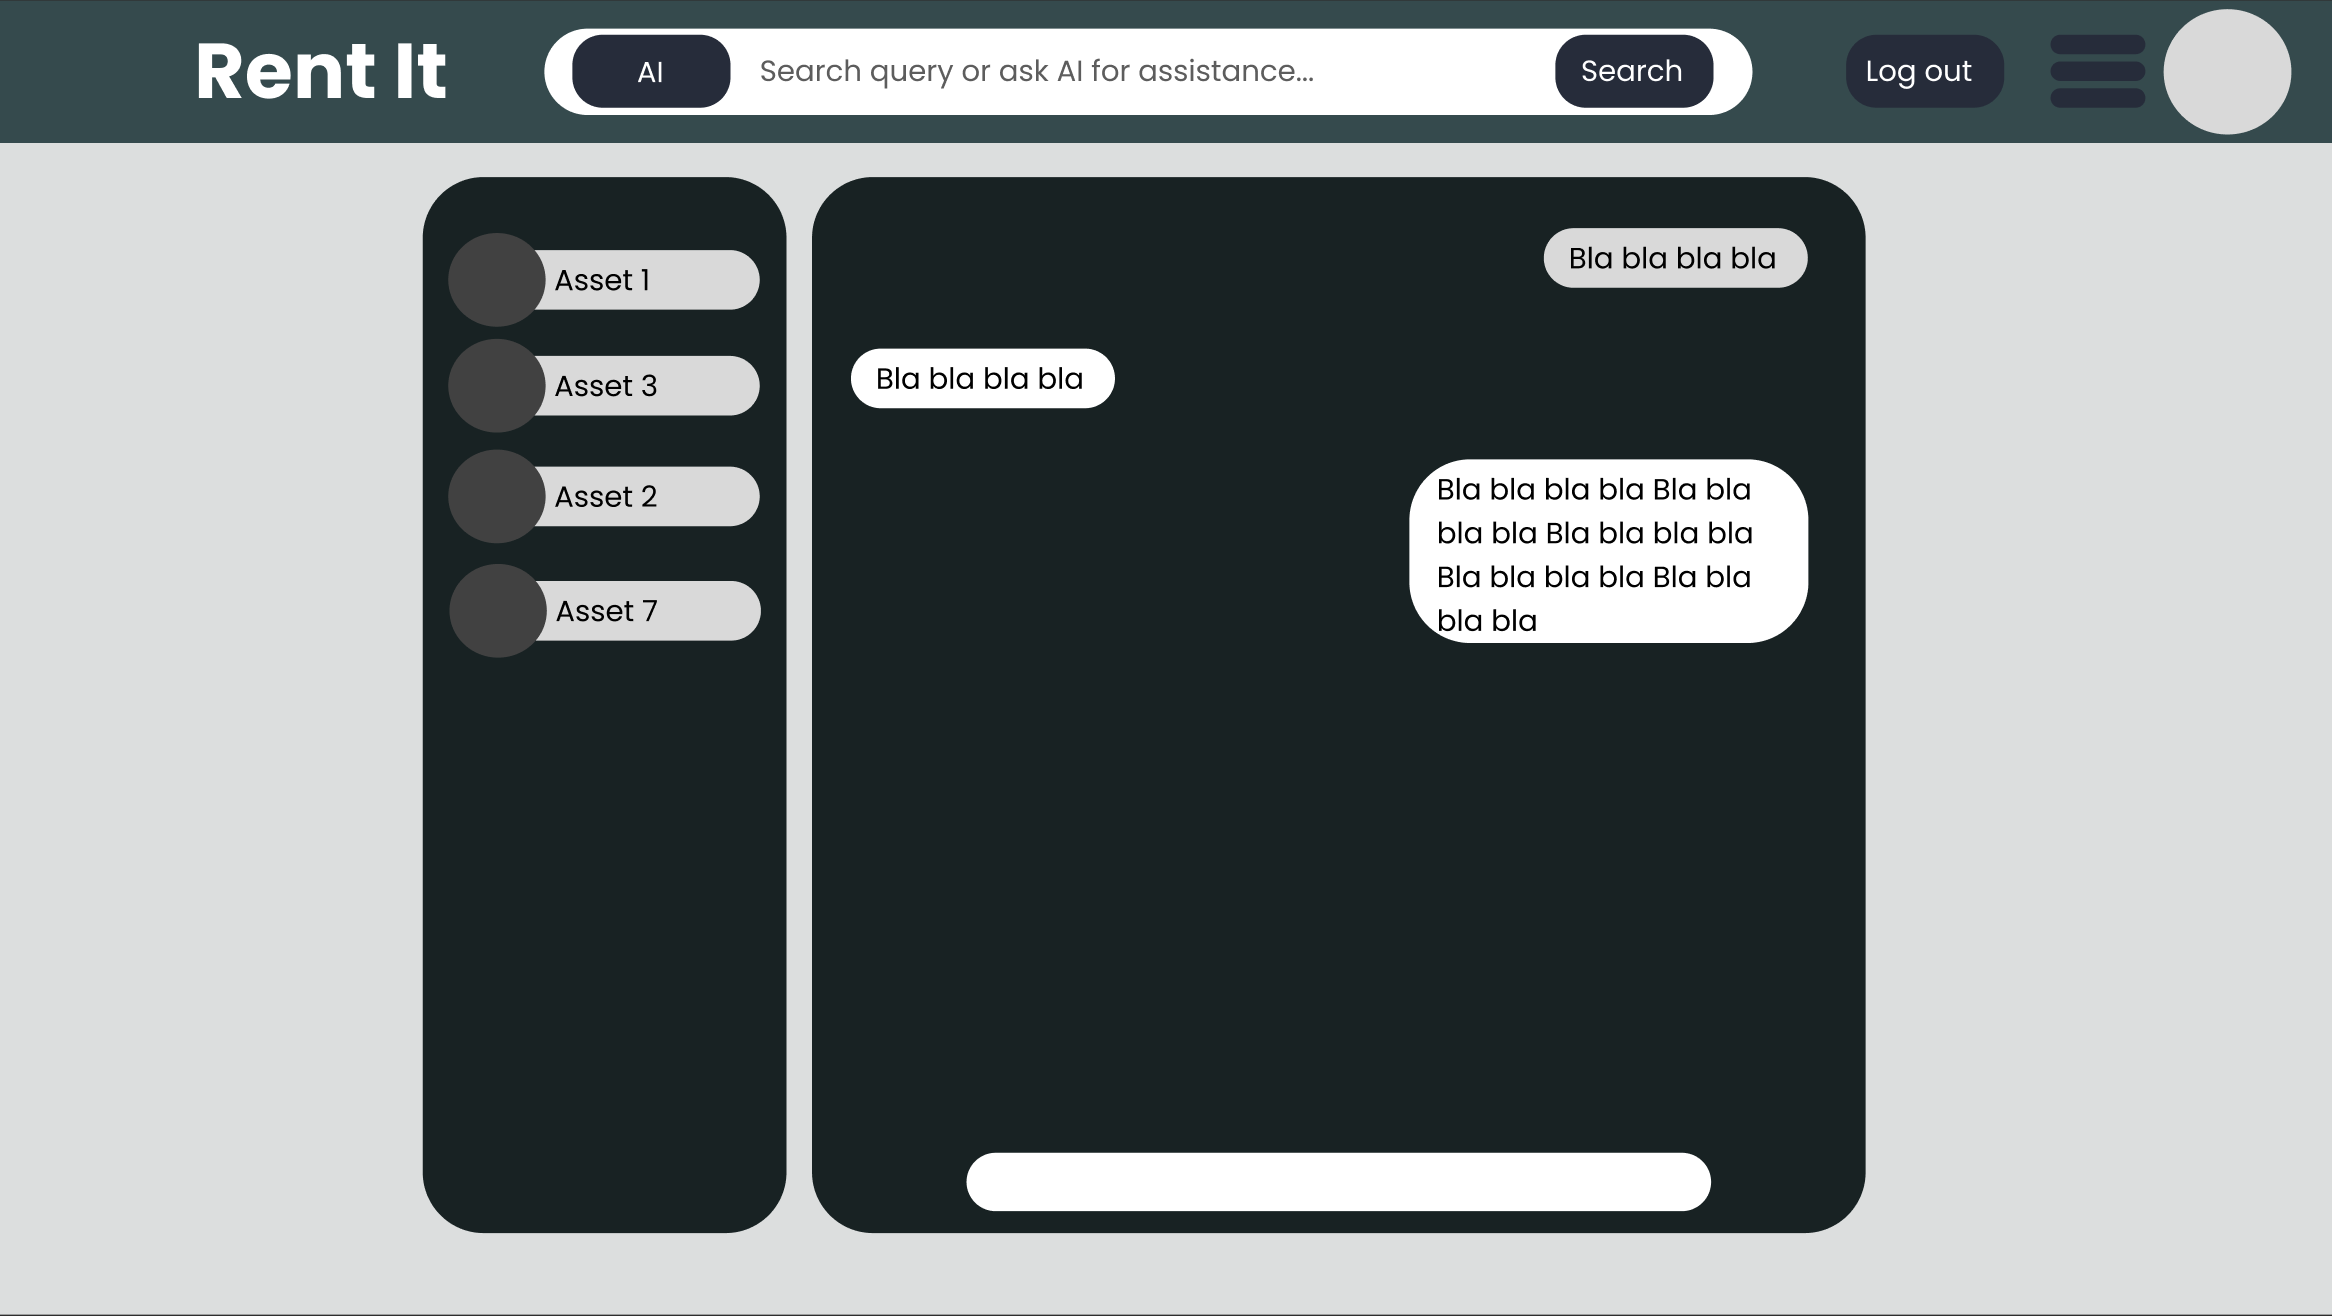 Rent It
AI
Search query or ask AI for assistance...
Search
Log out
Asset 1
Asset 3
Asset 2
Asset 7
Bla bla bla bla
Bla bla bla bla
Bla bla bla bla Bla bla
bla bla Bla bla bla bla
Bla bla bla bla Bla bla
bla bla